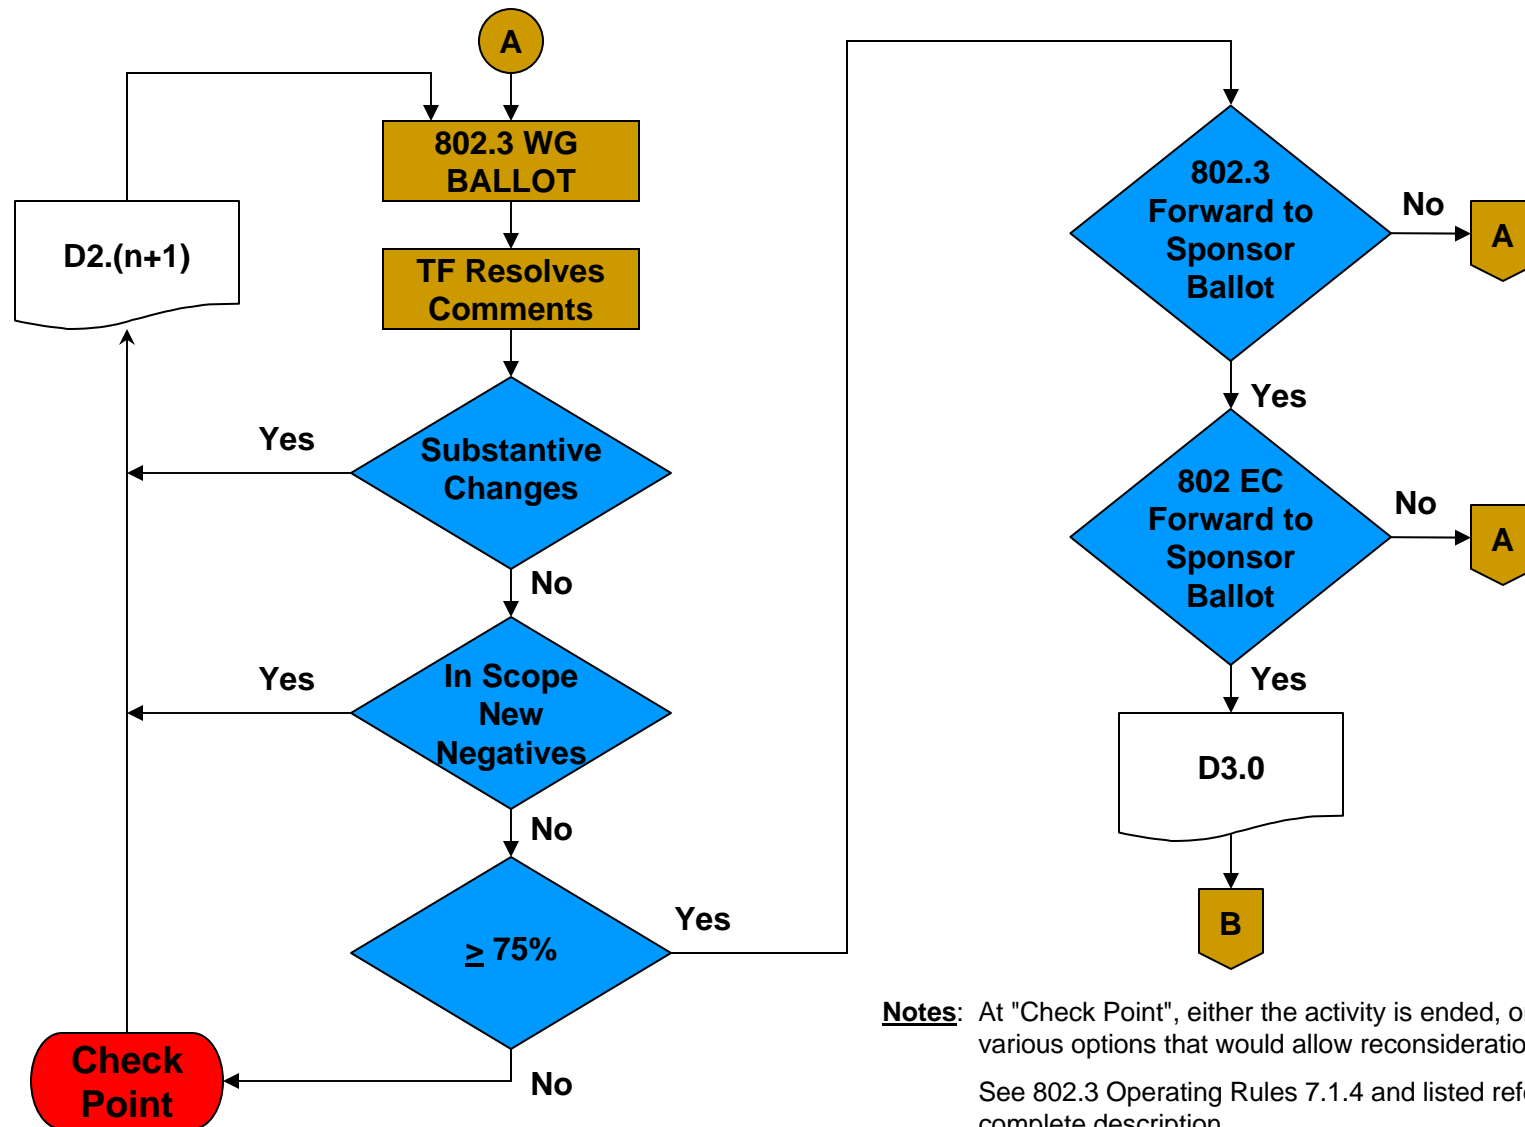 A
802.3 WG
BALLOT
D2.(n+1)
TF Resolves
Comments
Yes
Substantive
Changes
No
Yes
In Scope
New
Negatives
No
≥ 75%
Yes
No
Check
Point
802.3
Forward to
Sponsor
Ballot
No
A
Yes
802 EC
Forward to
Sponsor
Ballot
No
A
Yes
D3.0
B
Notes: At "Check Point", either the activity is ended, or
various options that would allow
See 802.3 Operating Rules 7.1.4 and listed
complete description